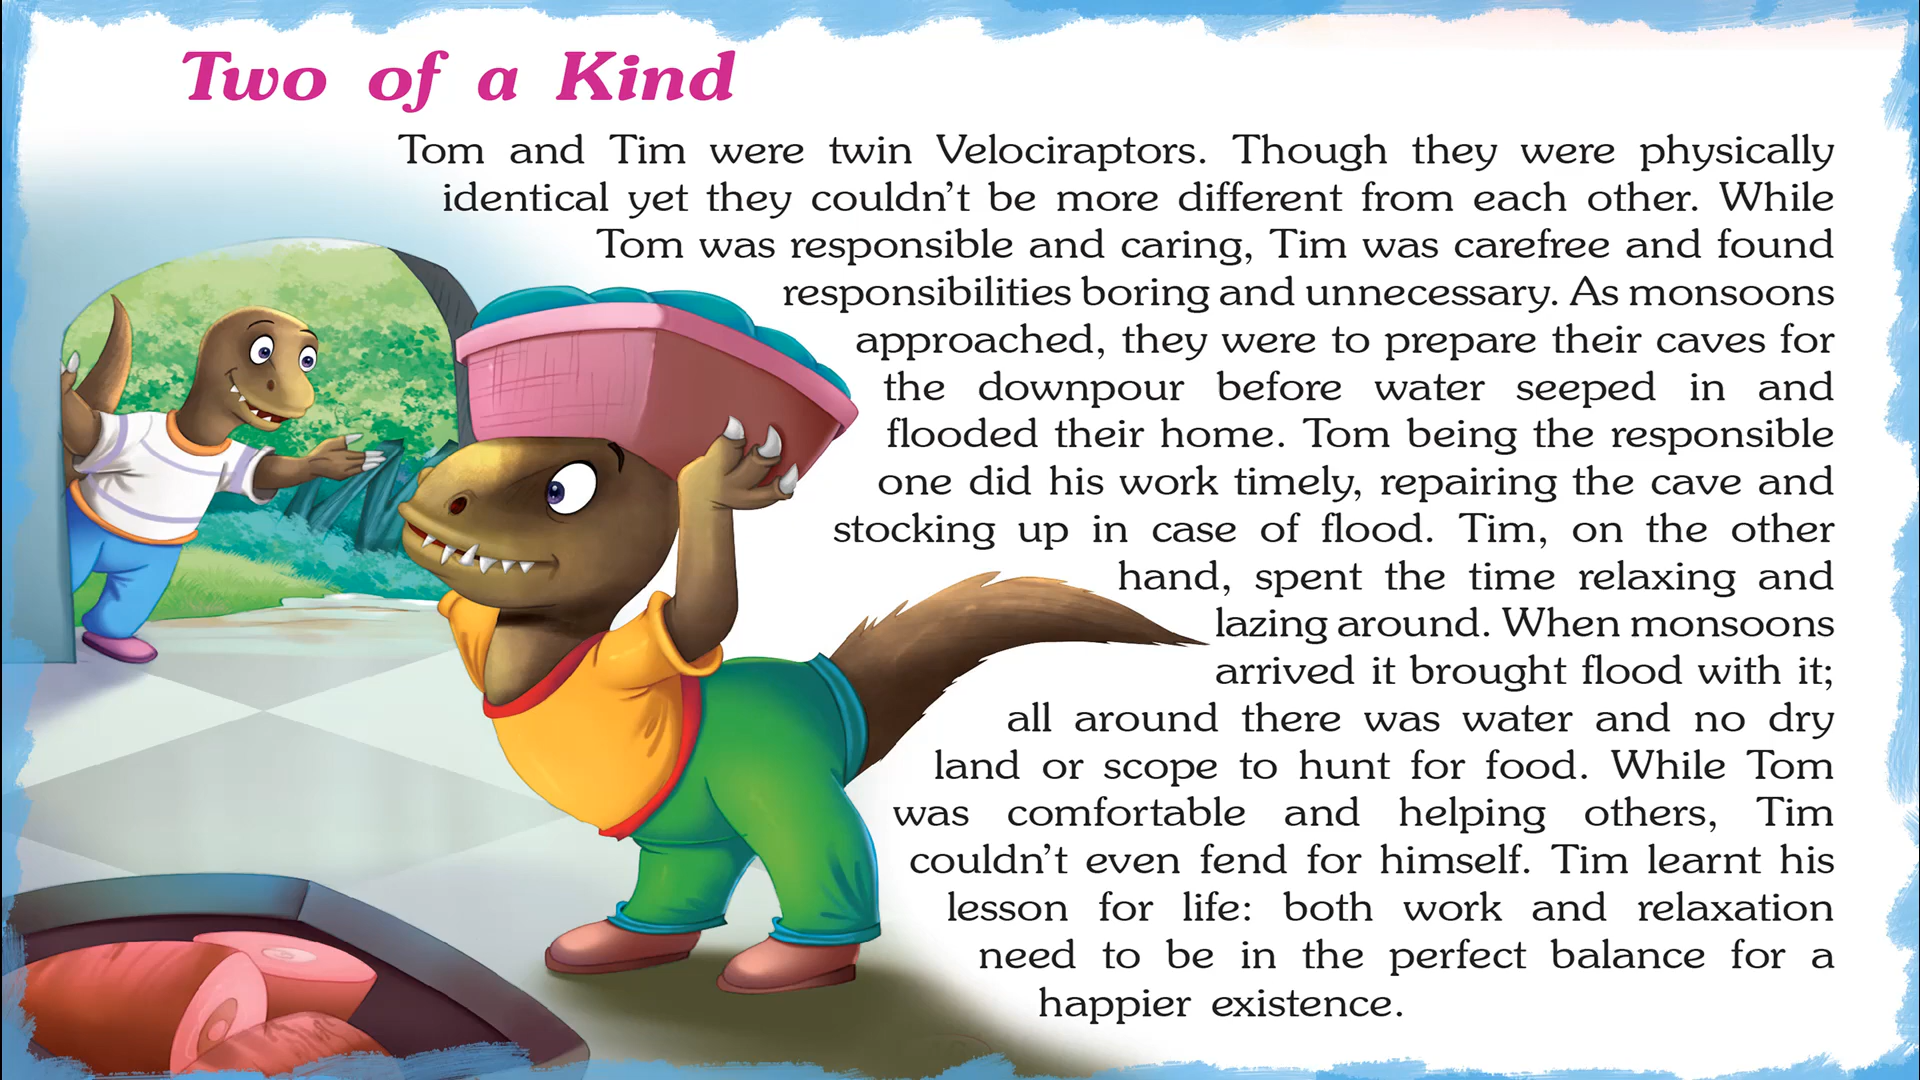 Two of a Kind
Tom and Tim were twin Velociraptors. Though they were physically
identical yet they couldn’t be more different from each other. While
Tom was responsible and caring, Tim was carefree and found
responsibilities boring and unnecessary. As monsoons
approached, they were to prepare their caves for
the downpour before water seeped in and
flooded their home. Tom being the responsible
one did his work timely, repairing the cave and
stocking up in case of flood. Tim, on the other
hand, spent the time relaxing and
lazing around. When monsoons
arrived it brought flood with it;
all around there was water and no dry
land or scope to hunt for food. While Tom
was comfortable and helping others, Tim
couldn’t even fend for himself. Tim learnt his
lesson for life: both work and relaxation
need to be in the perfect balance for a
happier existence.